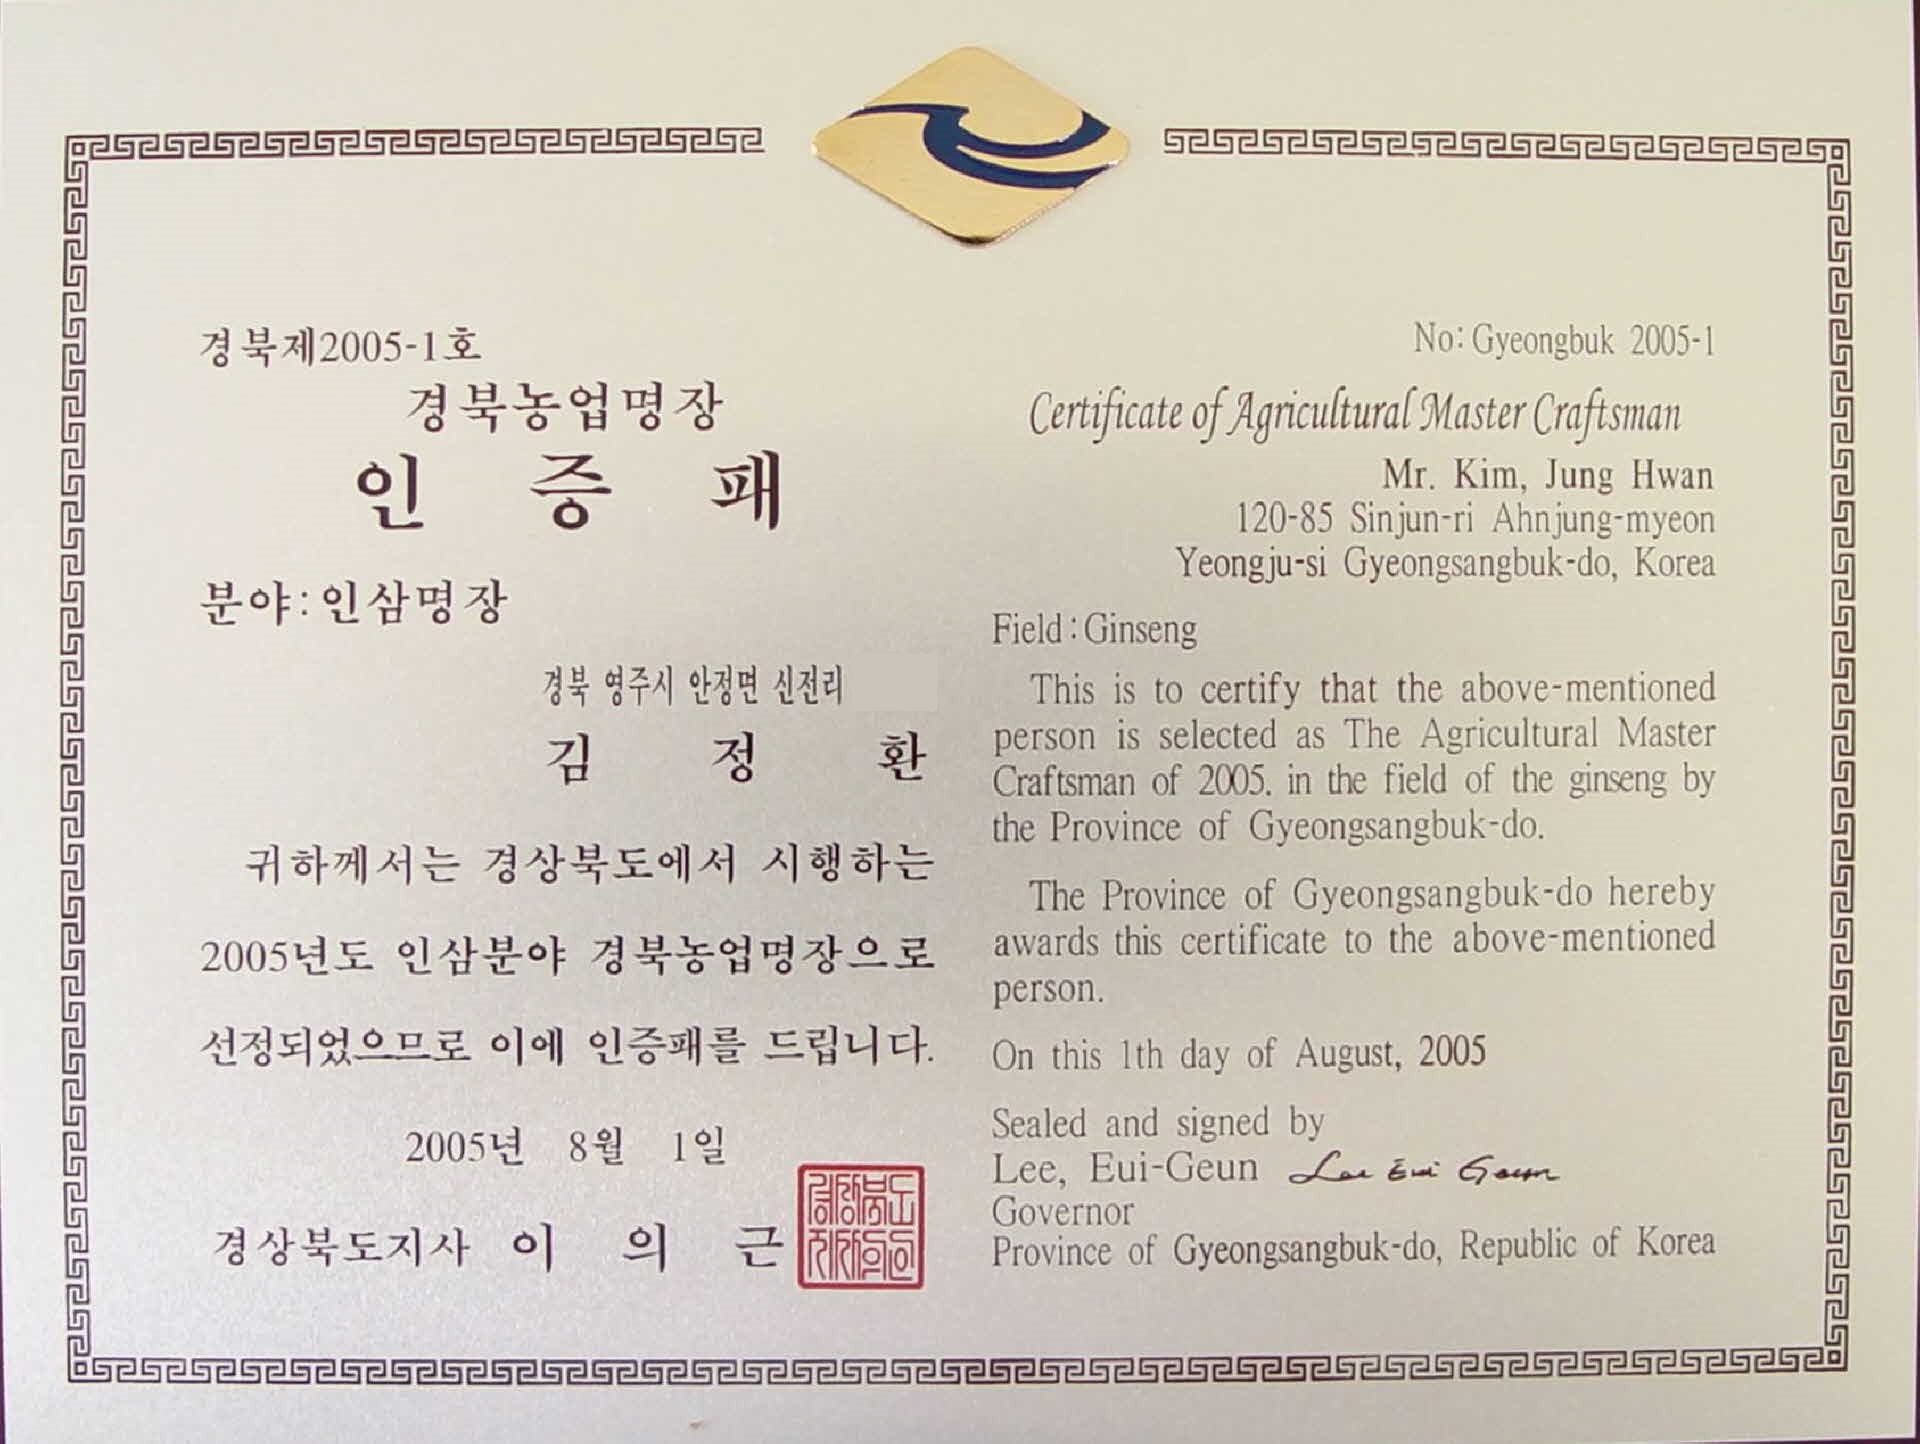 경북제2005-1호
경북농업명장
인 증 패
분야:인삼명장
경북 영주시 안정면 신전리
김 정 환
귀하께서는 경상북도에서 시행하는
2005년도 인삼분야 경북농업명장으로
선정되었으므로 이에 인증패를 드립니다.
2005년 8월 1일
경상북도지사 이 의 근
No:Gyeongbuk 2005-1
Certificate of Agricultural Master Craftsman
Mr. Kim, Jung Hwan
120-85 Sinjun-ri Ahnjung-myeon
Yeongju-si Gyeongsangbuk-do, Korea
Field:Ginseng
This is to certify that the above-mentioned
person is selected as The Agricultural Master
Craftsman of 2005. in the field of the ginseng by
the Province of Gyeongsangbuk-do.
The Province of Gyeongsangbuk-do hereby
awards this certificate to the above-mentioned
person.
On this 1th day of August, 2005
Sealed and signed by
Lee, Eui-Geun Lee Eui Geun
Governor
Province of Gyeongsangbuk-do, Republic of Korea